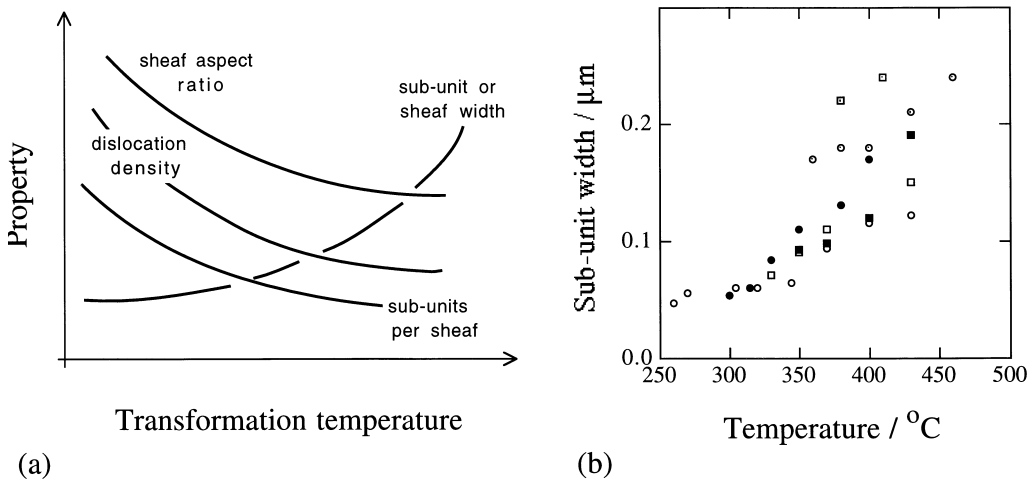 sheaf aspect
ratio
sub-unit or
sheaf width
dislocation
density
Property
sub-units
per sheaf
Transformation temperature
(a)
Sub-unit width / μm
0.2
0.1
0.0
250
300
350
400
450
500
Temperature / °C
(b)